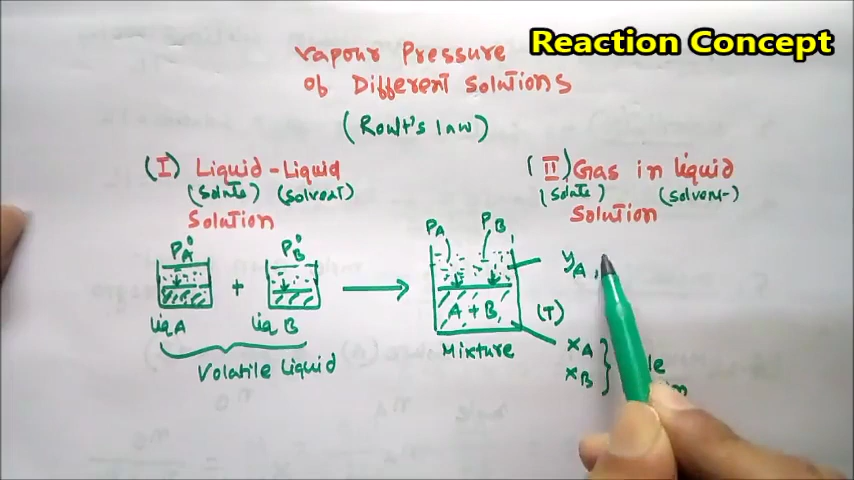 Reaction Concept
Vapour Pressure
of Different Solutions
(Roult's law)
(I) Liquid-Liquid
(Solute) (Solvent)
Solution
(II) Gas in liquid
(Solute) (Solvent)
Solution
PA° PB°
+
liq A liq B
Volatile liquid
PA PB
A + B
(T)
Mixture
yA,
xA
xB